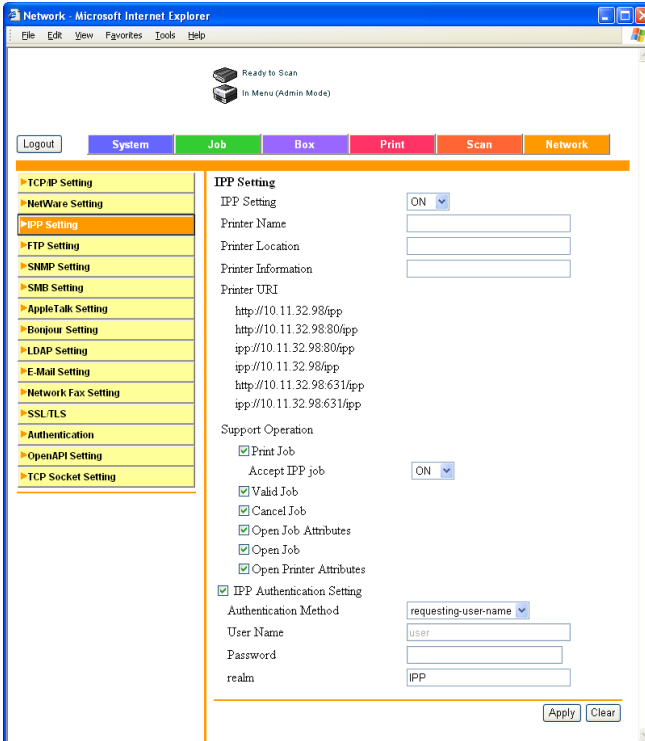 Network - Microsoft Internet Explorer
File Edit View Favorites Tools Help
Ready to Scan
In Menu (Admin Mode)
Logout System Job Box Print Scan Network
TCP/IP Setting
NetWare Setting
IPP Setting
FTP Setting
SNMP Setting
SMB Setting
AppleTalk Setting
Bonjour Setting
LDAP Setting
E-Mail Setting
Network Fax Setting
SSL/TLS
Authentication
OpenAPI Setting
TCP Socket Setting
IPP Setting
IPP Setting ON
Printer Name
Printer Location
Printer Information
Printer URI
http://10.11.32.98/ipp
http://10.11.32.98:80/ipp
ipp://10.11.32.98:80/ipp
ipp://10.11.32.98/ipp
http://10.11.32.98:631/ipp
ipp://10.11.32.98:631/ipp
Support Operation
Print Job
Accept IPP job ON
Valid Job
Cancel Job
Open Job Attributes
Open Job
Open Printer Attributes
IPP Authentication Setting
Authentication Method requesting-user-name
User Name user
Password
realm IPP
Apply Clear